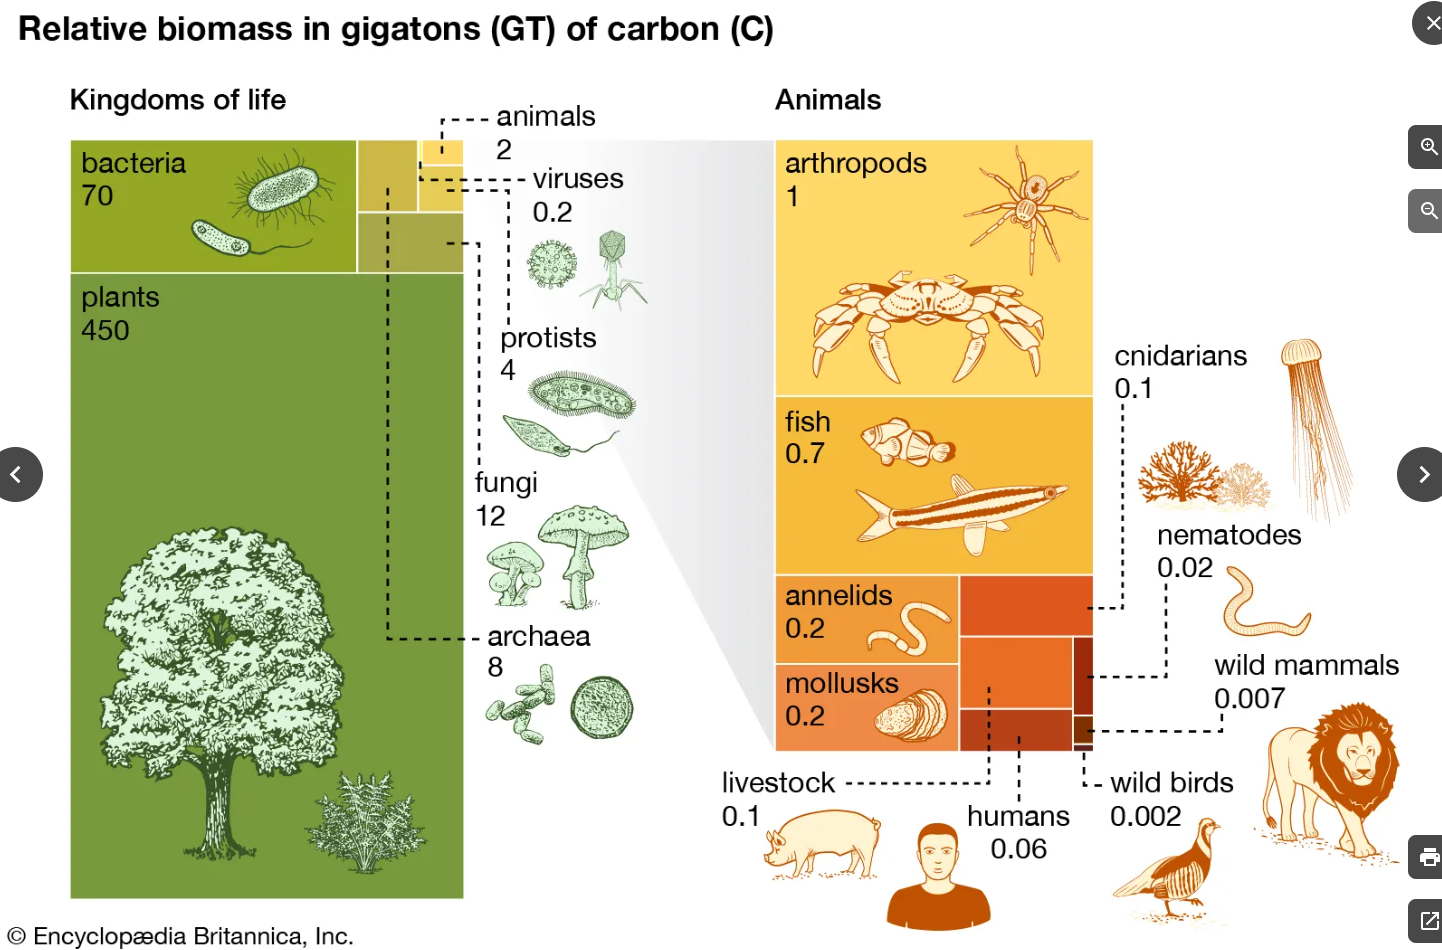 Relative biomass in gigatons (GT) of carbon (C)
Kingdoms of life
bacteria
70
plants
450
animals
2
viruses
0.2
protists
4
fungi
12
archaea
8
Animals
arthropods
1
fish
0.7
annelids
0.2
mollusks
0.2
cnidarians
0.1
nematodes
0.02
wild mammals
0.007
livestock
0.1
humans
0.06
wild birds
0.002
© Encyclopædia Britannica, Inc.